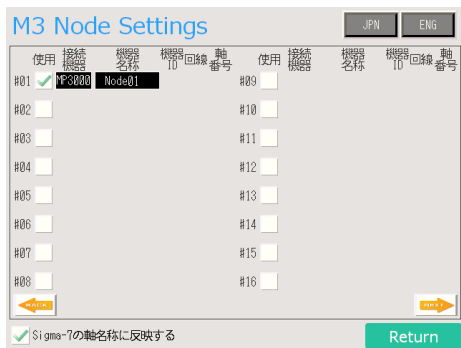 M3 Node Settings
JPN
ENG
使用 接続機器 機器名称 機器ID 回線 軸番号
使用 接続機器 機器名称 機器ID 回線 軸番号
#01 MP3000 Node01
#09
#02
#10
#03
#11
#04
#12
#05
#13
#06
#14
#07
#15
#08
#16
BACK
NEXT
Sigma-7の軸名称に反映する
Return